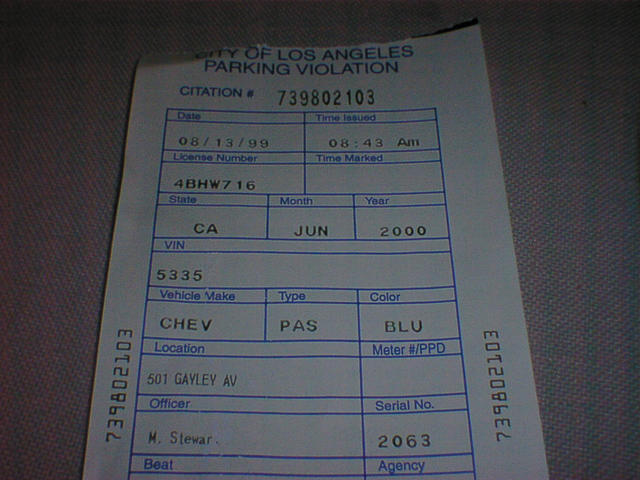 CITY OF LOS ANGELES
PARKING VIOLATION
CITATION # 739802103
Date Time Issued
08/13/99 08:43 Am
License Number Time Marked
4BHW716
State Month Year
CA JUN 2000
VIN
5335
Vehicle Make Type Color
CHEV PAS BLU
Location Meter #/PPD
501 GAYLEY AV
Officer Serial No.
M. Stewar. 2063
Beat Agency
739802103
739802103